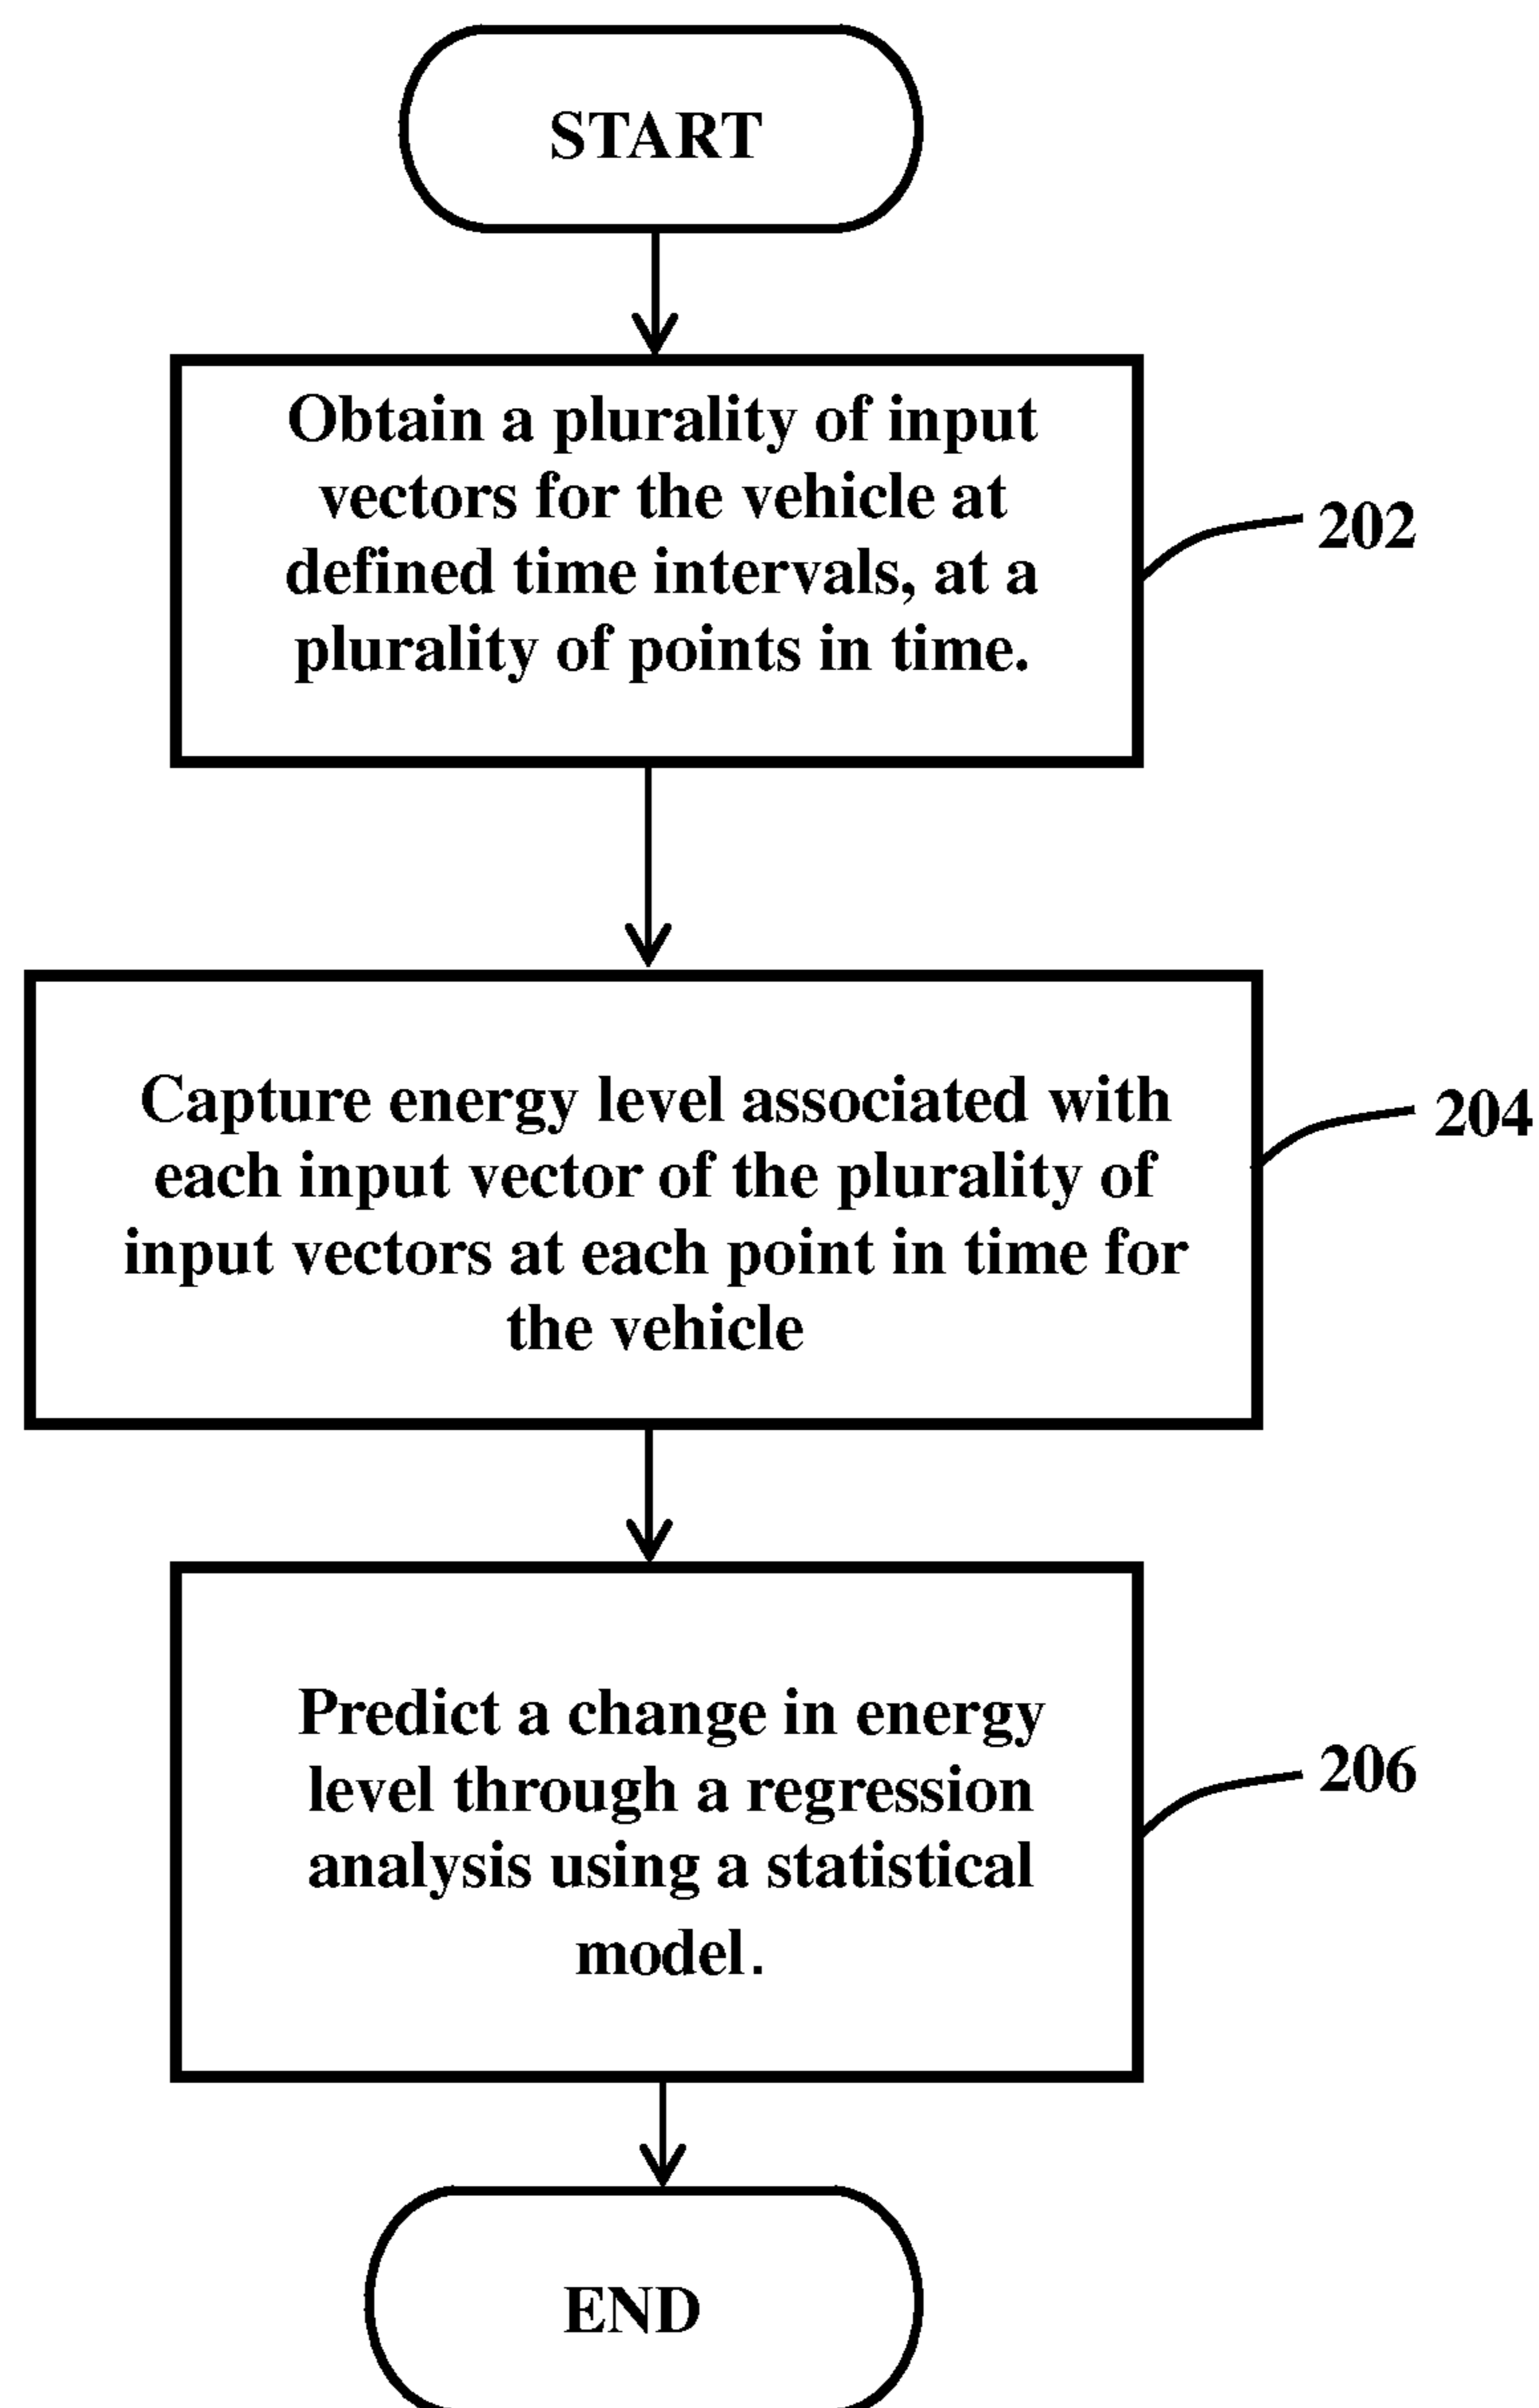 START
Obtain a plurality of input
vectors for the vehicle at
defined time intervals, at a
plurality of points in time.
202
Capture energy level associated with
each input vector of the plurality of
input vectors at each point in time for
the vehicle
204
Predict a change in energy
level through a regression
analysis using a statistical
model.
206
END